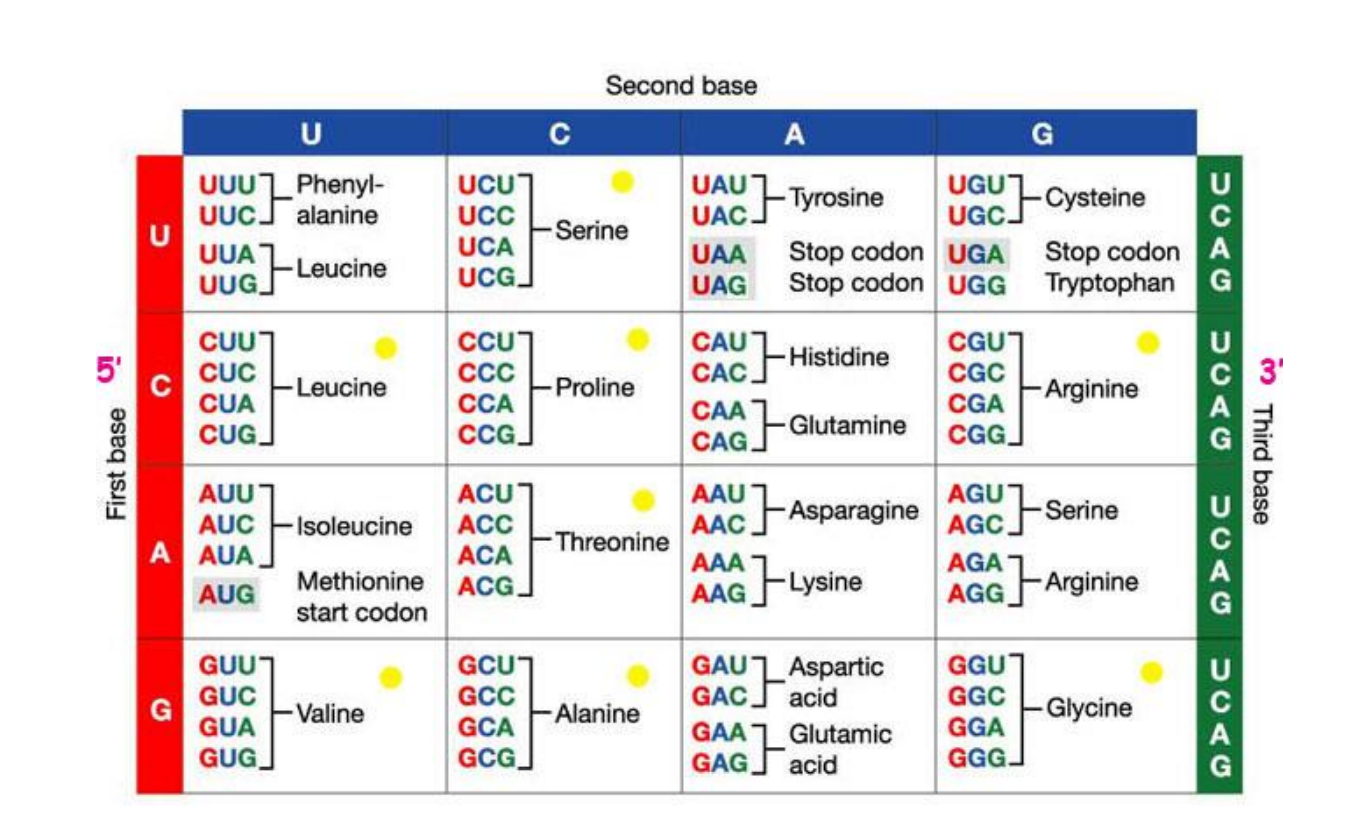 Second base
U C A G
U
UUU
UUC
Phenyl-
alanine
UUA
UUG
Leucine
UCU
UCC
UCA
UCG
Serine
UAU
UAC
Tyrosine
UAA Stop codon
UAG Stop codon
UGU
UGC
Cysteine
UGA Stop codon
UGG Tryptophan
U
C
A
G
5'
First base
C
CUU
CUC
CUA
CUG
Leucine
CCU
CCC
CCA
CCG
Proline
CAU
CAC
Histidine
CAA
CAG
Glutamine
CGU
CGC
CGA
CGG
Arginine
U
C
A
G
3'
Third base
A
AUU
AUC
AUA
Isoleucine
AUG
Methionine
start codon
ACU
ACC
ACA
ACG
Threonine
AAU
AAC
Asparagine
AAA
AAG
Lysine
AGU
AGC
Serine
AGA
AGG
Arginine
U
C
A
G
G
GUU
GUC
GUA
GUG
Valine
GCU
GCC
GCA
GCG
Alanine
GAU
GAC
Aspartic
acid
GAA
GAG
Glutamic
acid
GGU
GGC
GGA
GGG
Glycine
U
C
A
G